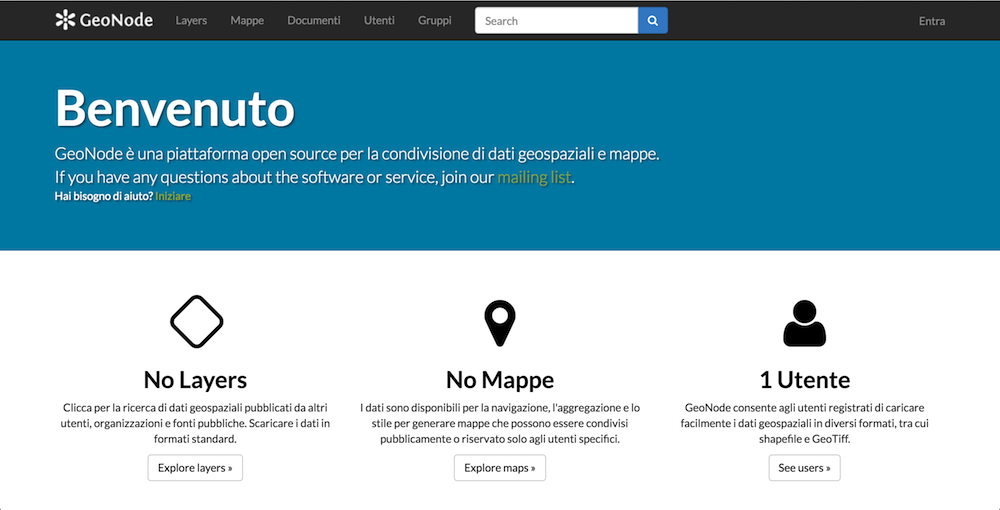 GeoNode Layers Mappe Documenti Utenti Gruppi Search Entra
Benvenuto
GeoNode è una piattaforma open source per la condivisione di dati geospaziali e mappe.
If you have any questions about the software or service, join our mailing list.
Hai bisogno di aiuto? Iniziare
No Layers
Clicca per la ricerca di dati geospaziali pubblicati da altri
utenti, organizzazioni e fonti pubbliche. Scaricare i dati in
formati standard.
Explore layers »
No Mappe
I dati sono disponibili per la navigazione, l'aggregazione e lo
stile per generare mappe che possono essere condivisi
pubblicamente o riservato solo agli utenti specifici.
Explore maps »
1 Utente
GeoNode consente agli utenti registrati di caricare
facilmente i dati geospaziali in diversi formati, tra cui
shapefile e GeoTiff.
See users »